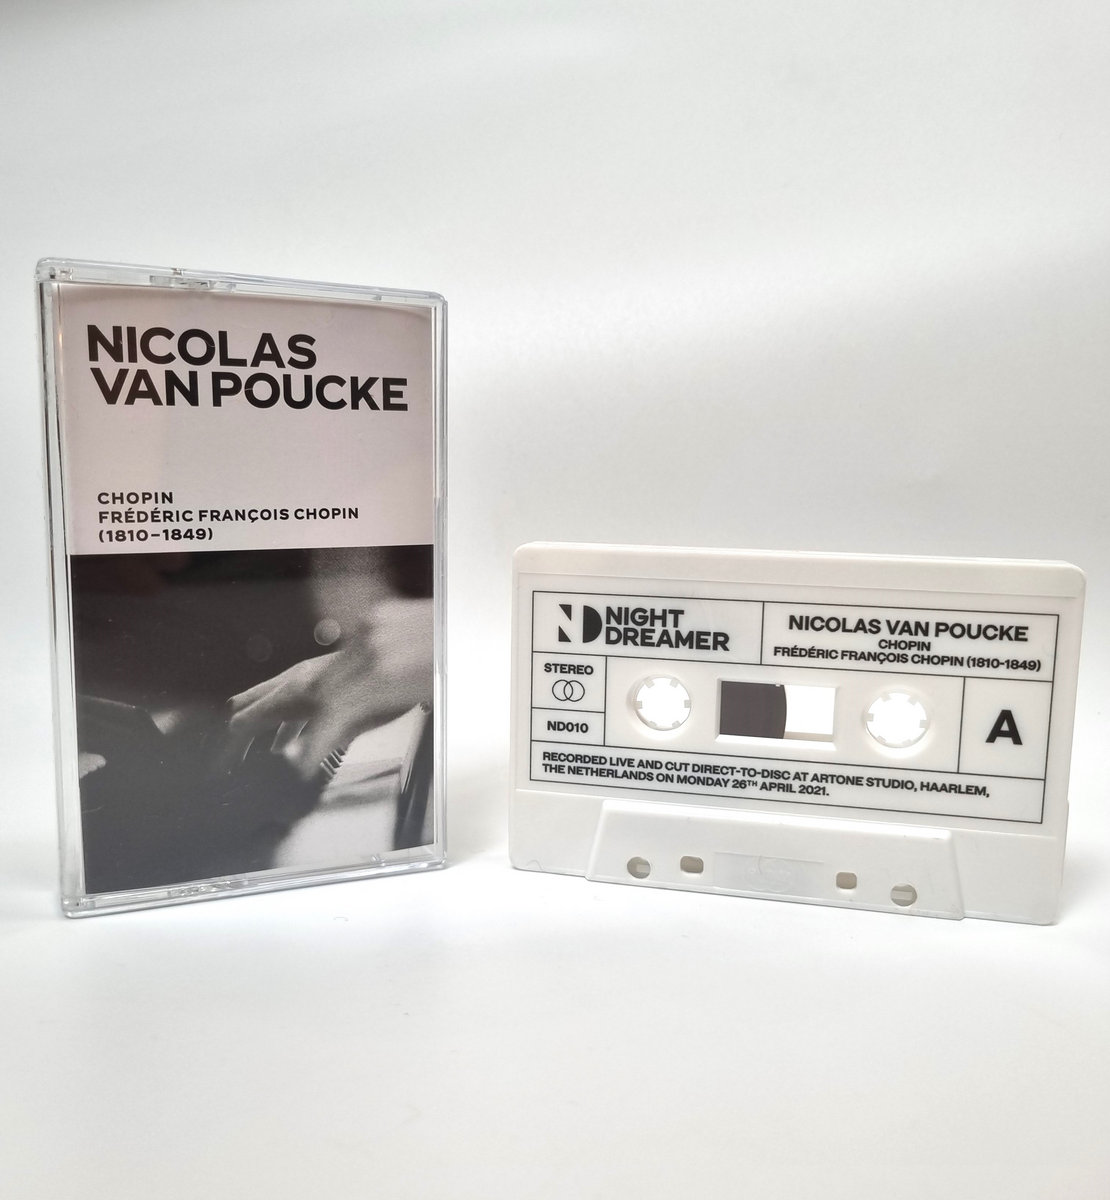 NICOLAS
VAN POUCKE
CHOPIN
FRÉDÉRIC FRANÇOIS CHOPIN
(1810–1849)
ND NIGHT
DREAMER
NICOLAS VAN POUCKE
CHOPIN
FRÉDÉRIC FRANÇOIS CHOPIN (1810-1849)
STEREO
ND010
A
RECORDED LIVE AND CUT DIRECT-TO-DISC AT ARTONE STUDIO, HAARLEM,
THE NETHERLANDS ON MONDAY 26TH APRIL 2021.